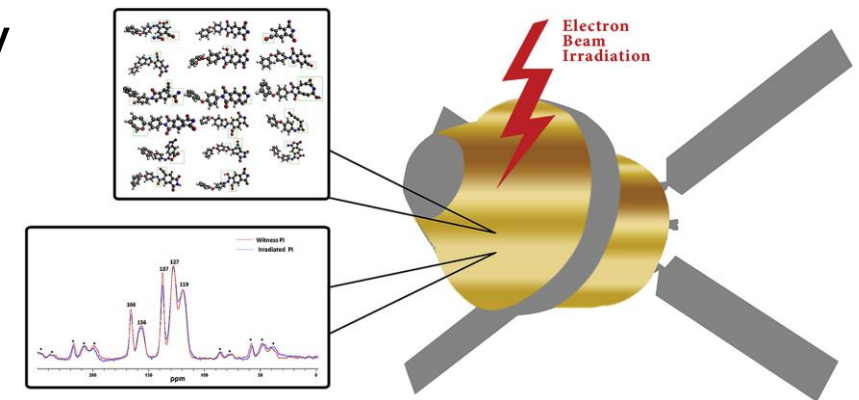 y
Electron
Beam
Irradiation
Witness PI
Irradiated PI
166
156
137
127
119
200
150
100
50
0
ppm